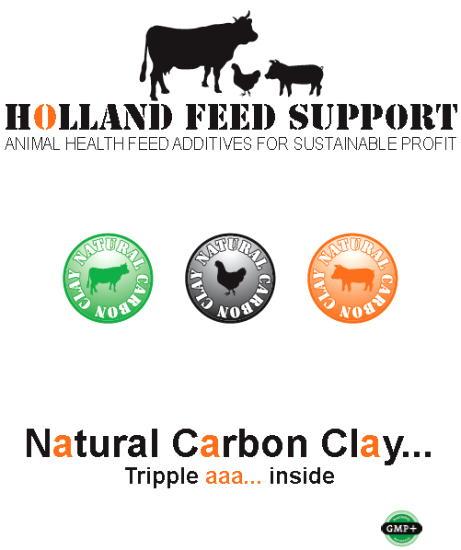 HOLLAND FEED SUPPORT
ANIMAL HEALTH FEED ADDITIVES FOR SUSTAINABLE PROFIT
NATURAL CARBON CLAY
NATURAL CARBON CLAY
NATURAL CARBON CLAY
Natural Carbon Clay...
Tripple aaa... inside
GMP+